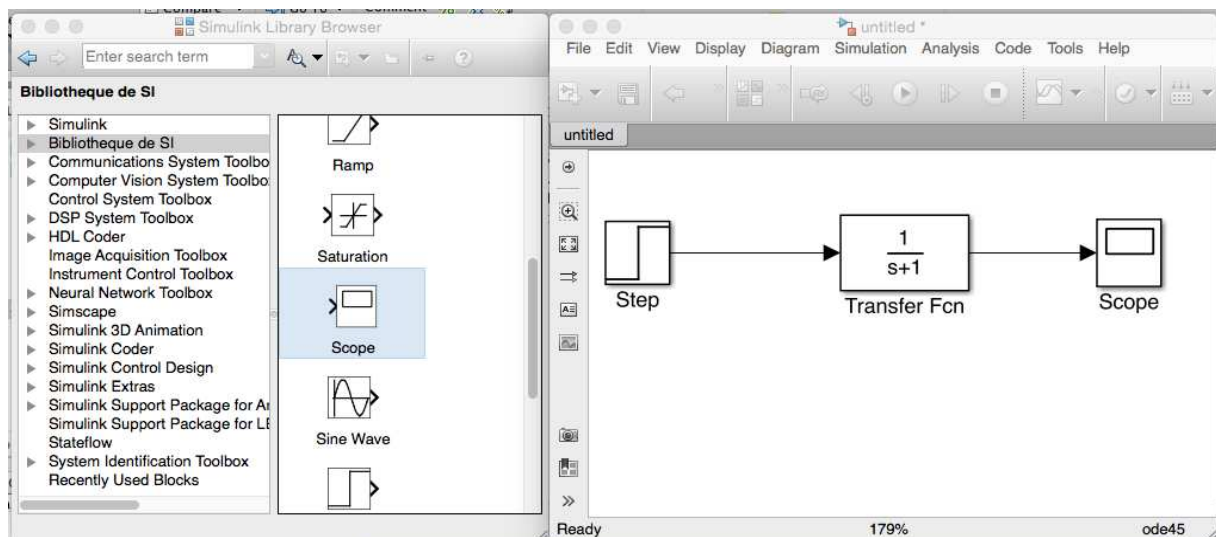 Simulink Library Browser
Enter search term
Bibliotheque de SI
Simulink
Bibliotheque de SI
Communications System Toolbo
Computer Vision System Toolbo
Control System Toolbox
DSP System Toolbox
HDL Coder
Image Acquisition Toolbox
Instrument Control Toolbox
Neural Network Toolbox
Simscape
Simulink 3D Animation
Simulink Coder
Simulink Control Design
Simulink Extras
Simulink Support Package for Ar
Simulink Support Package for LE
Stateflow
System Identification Toolbox
Recently Used Blocks
Ramp
Saturation
Scope
Sine Wave
untitled *
File Edit View Display Diagram Simulation Analysis Code Tools Help
untitled
1
s+1
Step
Transfer Fcn
Scope
Ready 179% ode45